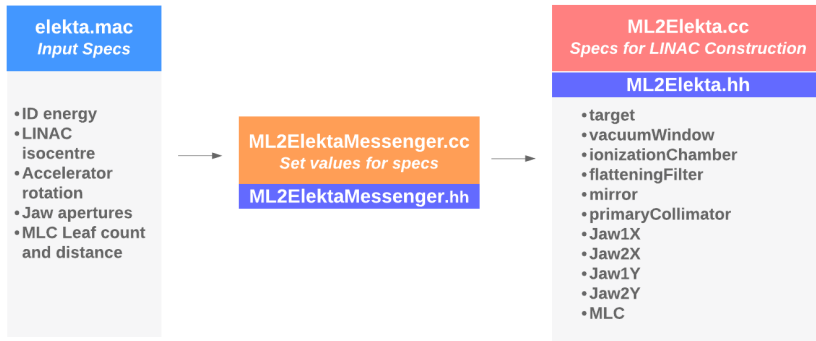 elekta.mac
Input Specs
• ID energy
• LINAC
isocentre
• Accelerator
rotation
• Jaw apertures
• MLC Leaf count
and distance
ML2ElektaMessenger.cc
Set values for specs
ML2ElektaMessenger.hh
ML2Elekta.cc
Specs for LINAC Construction
ML2Elekta.hh
• target
• vacuumWindow
• ionizationChamber
• flatteningFilter
• mirror
• primaryCollimator
• Jaw1X
• Jaw2X
• Jaw1Y
• Jaw2Y
• MLC